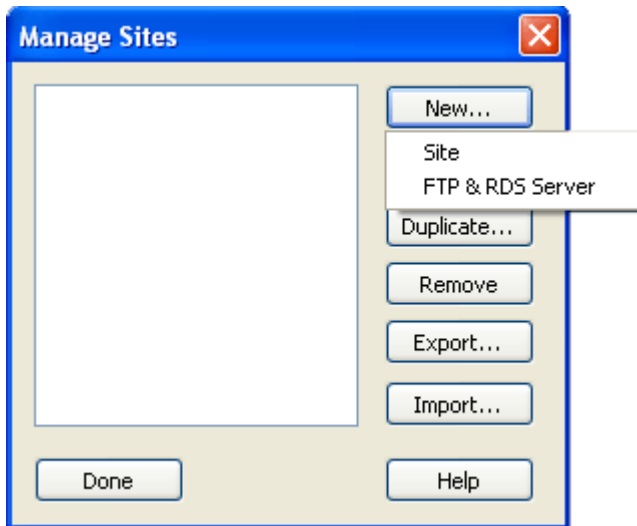 Manage Sites
New...
Site
FTP & RDS Server
Duplicate...
Remove
Export...
Import...
Done
Help